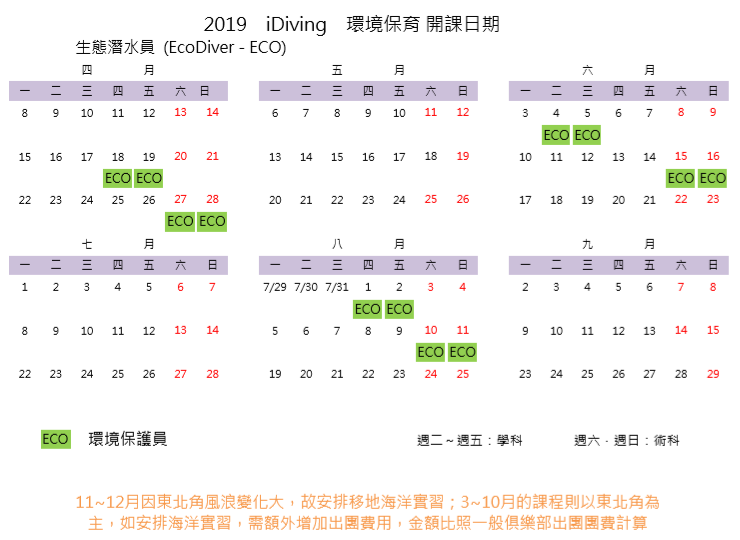 2019 iDiving 環境保育 開課日期
生態潛水員 (EcoDiver - ECO)
四 月 五 月 六 月
一 二 三 四 五 六 日 一 二 三 四 五 六 日 一 二 三 四 五 六 日
8 9 10 11 12 13 14 6 7 8 9 10 11 12 3 4 5 6 7 8 9
ECO ECO
15 16 17 18 19 20 21 13 14 15 16 17 18 19 10 11 12 13 14 15 16
ECO ECO ECO ECO
22 23 24 25 26 27 28 20 21 22 23 24 25 26 17 18 19 20 21 22 23
ECO ECO
七 月 八 月 九 月
一 二 三 四 五 六 日 一 二 三 四 五 六 日 一 二 三 四 五 六 日
1 2 3 4 5 6 7 7/29 7/30 7/31 1 2 3 4 2 3 4 5 6 7 8
ECO ECO
8 9 10 11 12 13 14 5 6 7 8 9 10 11 9 10 11 12 13 14 15
ECO ECO
22 23 24 25 26 27 28 19 20 21 22 23 24 25 23 24 25 26 27 28 29
ECO 環境保護員 週二～週五：學科 週六．週日：術科
11~12月因東北角風浪變化大，故安排移地海洋實習；3~10月的課程則以東北角為
主，如安排海洋實習，需額外增加出團費用，金額比照一般俱樂部出團團費計算